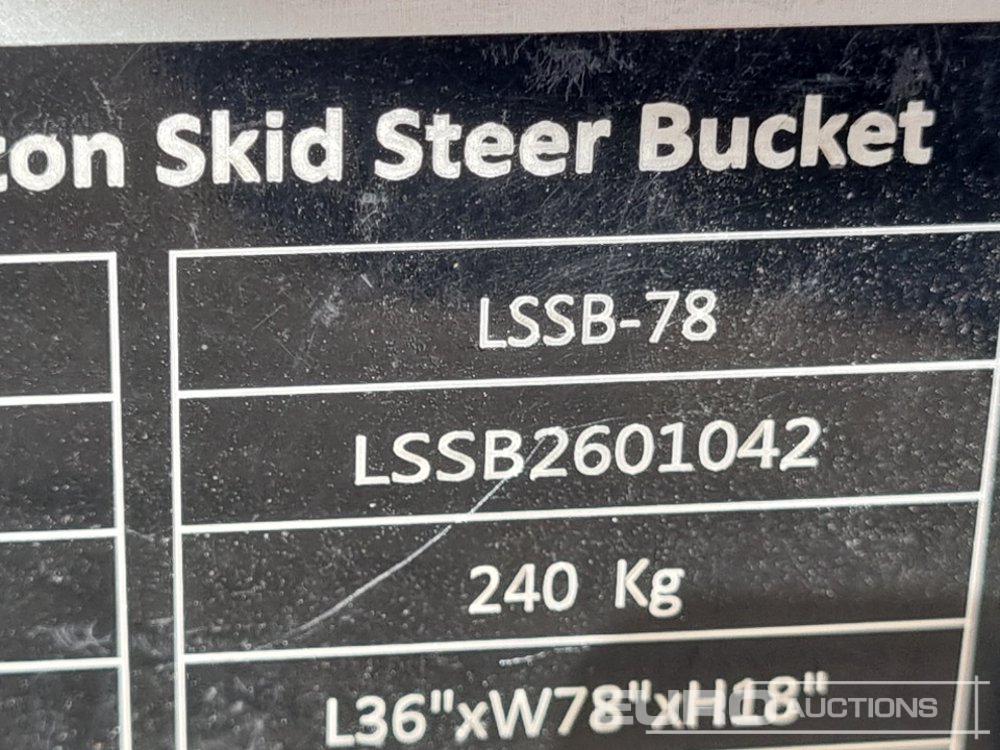 ton Skid Steer Bucket
LSSB-78
LSSB2601042
240 Kg
L36"xW78"xH18"
EURO AUCTIONS